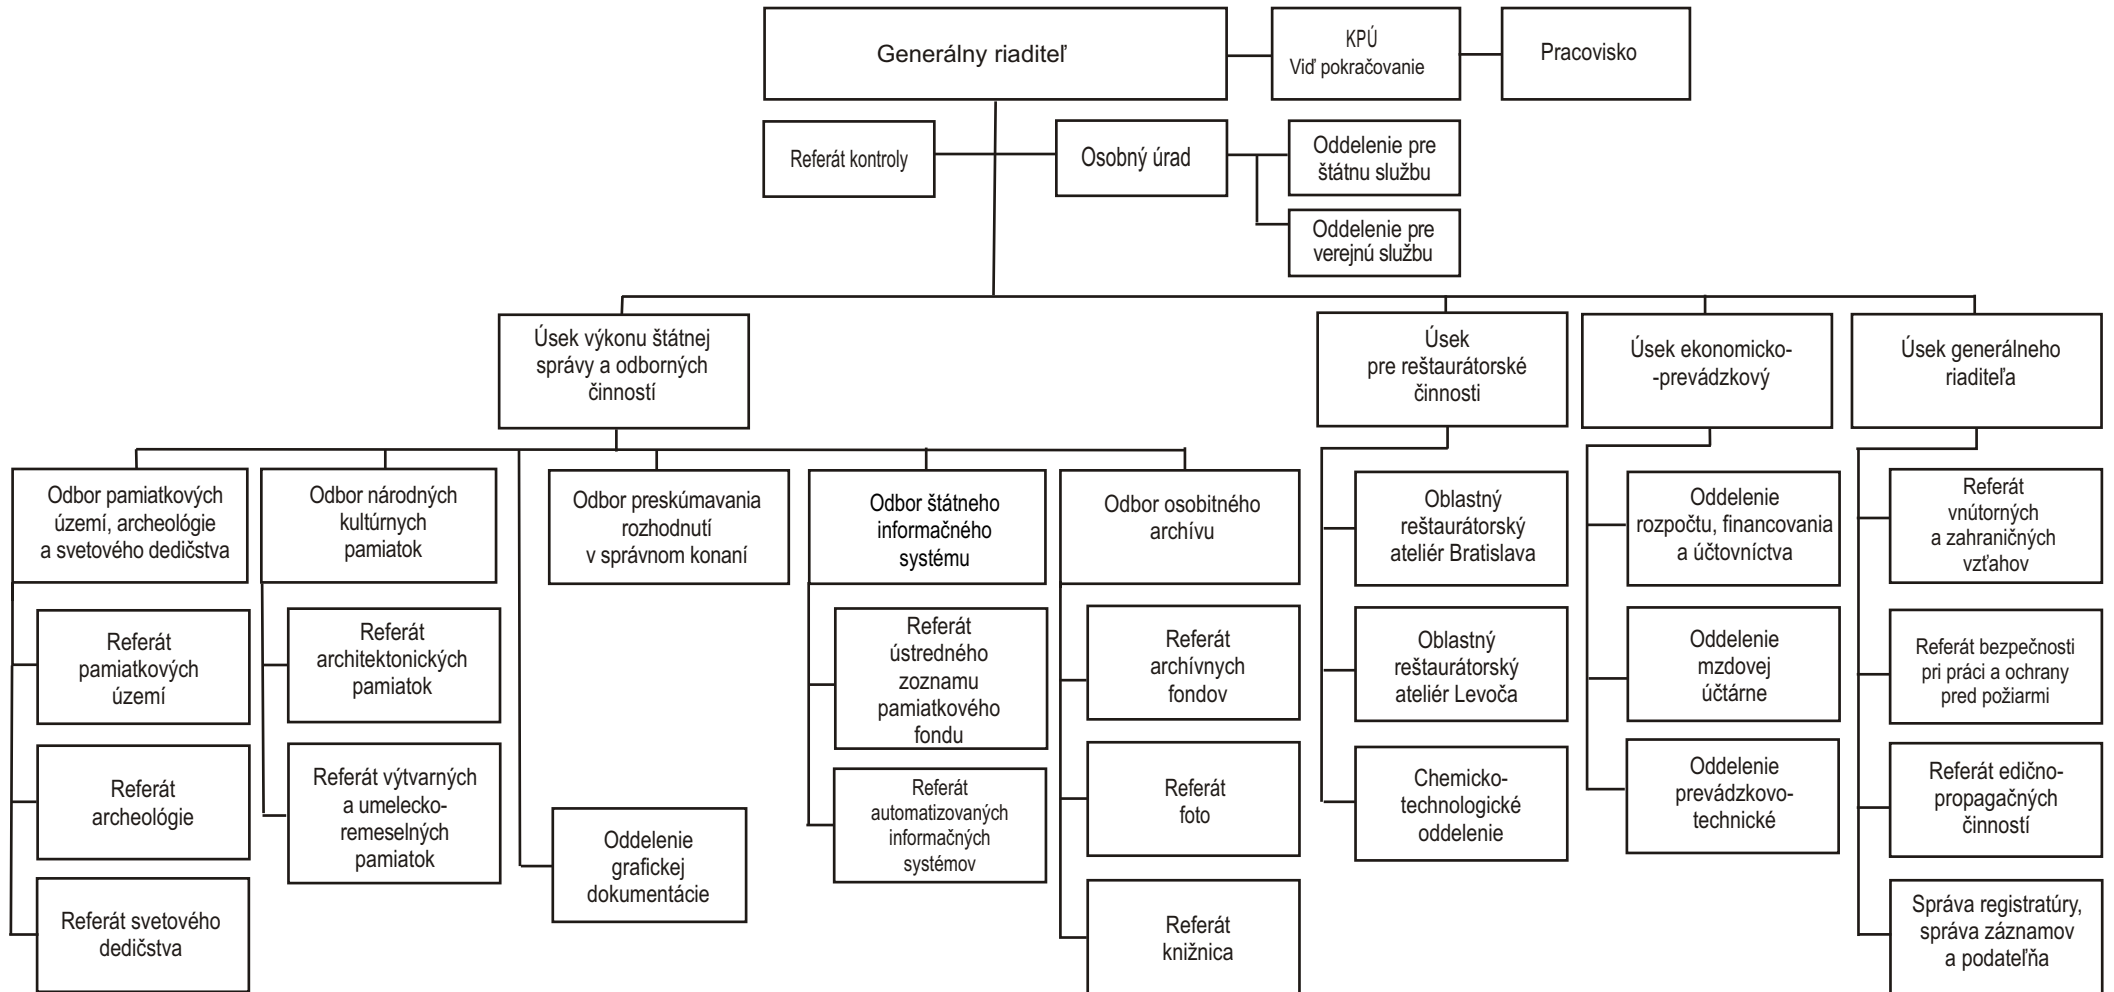 Generálny riaditeľ
KPÚ
Viď pokračovanie
Pracovisko
Referát kontroly
Osobný úrad
Oddelenie pre
štátnu službu
Oddelenie pre
verejnú službu
Úsek výkonu štátnej
správy a odborných
činností
Úsek
pre reštaurátorské
činnosti
Úsek ekonomicko-
-prevádzkový
Úsek generálneho
riaditeľa
Odbor pamiatkových
území, archeológie
a svetového dedičstva
Odbor národných
kultúrnych
pamiatok
Odbor preskúmavania
rozhodnutí
v správnom konaní
Odbor štátneho
informačného
systému
Odbor osobitného
archívu
Oblastný
reštaurátorský
ateliér Bratislava
Oddelenie
rozpočtu, financovania
a účtovníctva
Referát
vnútorných
a zahraničných
vzťahov
Referát
pamiatkových
území
Referát
architektonických
pamiatok
Referát
ústredného
zoznamu
pamiatkového
fondu
Referát
archívnych
fondov
Oblastný
reštaurátorský
ateliér Levoča
Oddelenie
mzdovej
účtárne
Referát bezpečnosti
pri práci a ochrany
pred požiarmi
Referát
archeológie
Referát výtvarných
a umelecko-
remeselných
pamiatok
Oddelenie
grafickej
dokumentácie
Referát
automatizovaných
informačných
systémov
Referát
foto
Chemicko-
technologické
oddelenie
Oddelenie
prevádzkovo-
technické
Referát edično-
propagačných
činností
Referát svetového
dedičstva
Referát
knižnica
Správa registratúry,
správa záznamov
a podateľňa